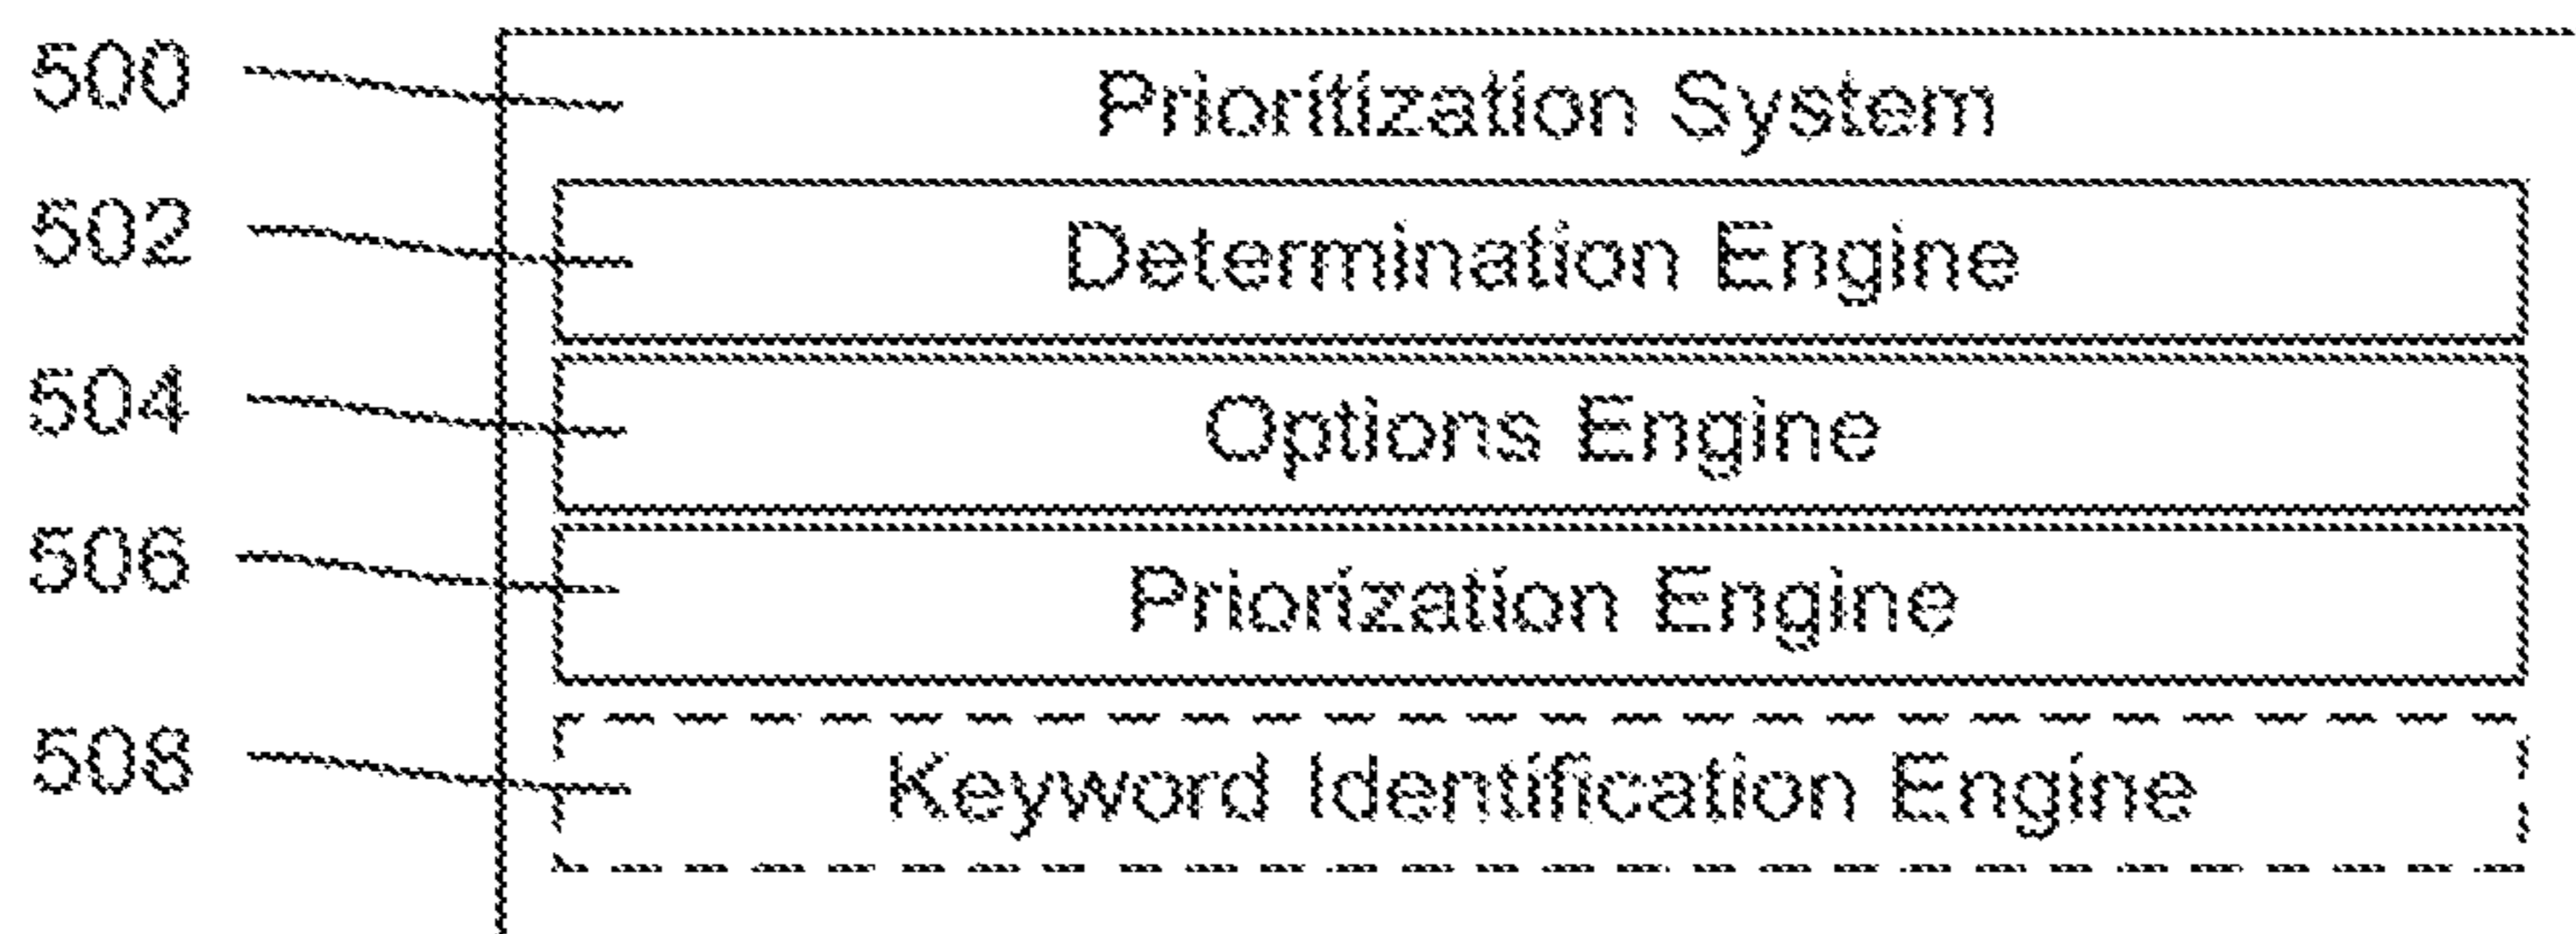 500 Prioritization System
502 Determination Engine
504 Options Engine
506 Priorization Engine
508 Keyword Identification Engine